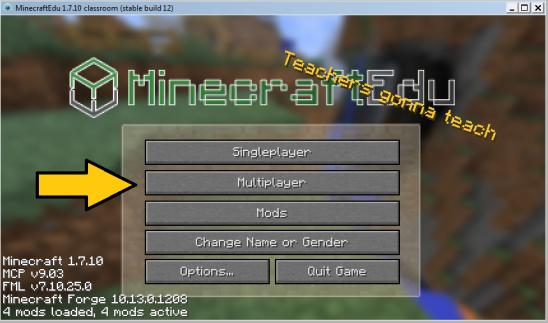 MinecraftEdu 1.7.10 classroom (stable build 12)
MinecraftEdu
Teachers gonna teach
Singleplayer
Multiplayer
Mods
Change Name or Gender
Options... Quit Game
Minecraft 1.7.10
MCP v9.03
FML v7.10.25.0
Minecraft Forge 10.13.0.1208
4 mods loaded, 4 mods active